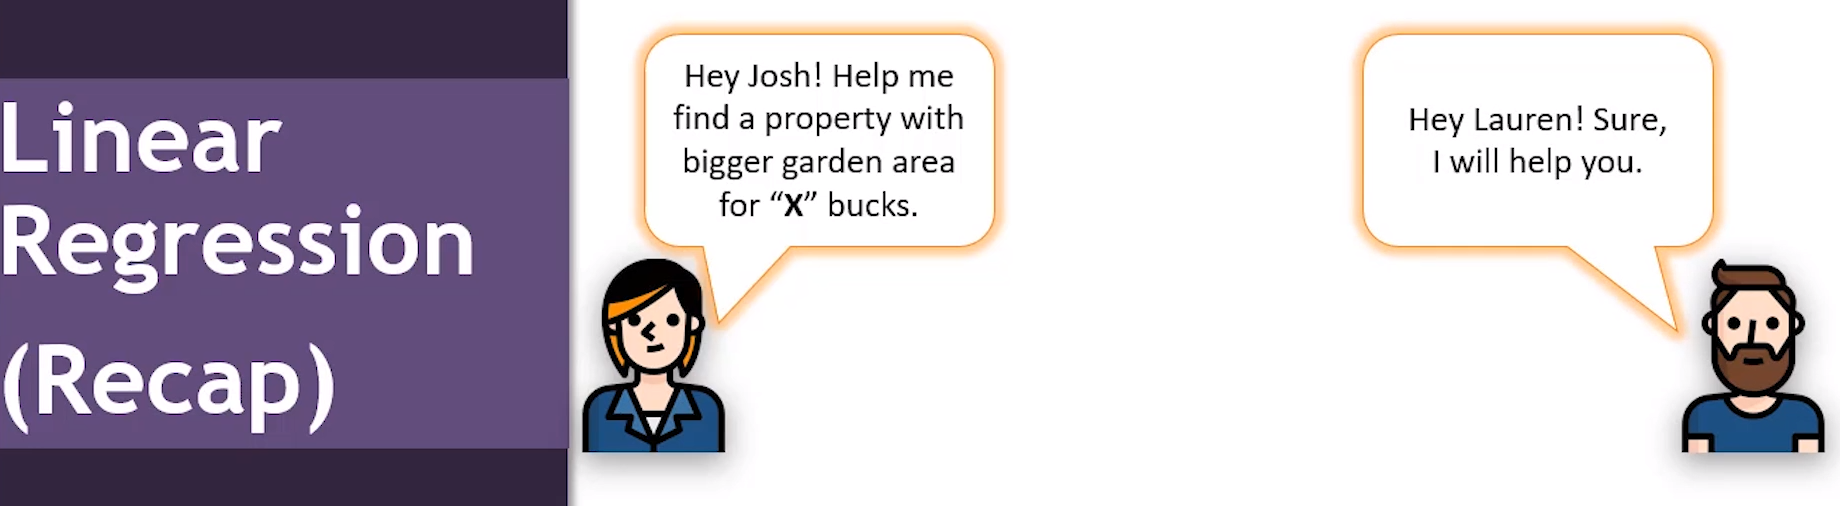 Linear
Regression
(Recap)
Hey Josh! Help me
find a property with
bigger garden area
for “X” bucks.
Hey Lauren! Sure,
I will help you.